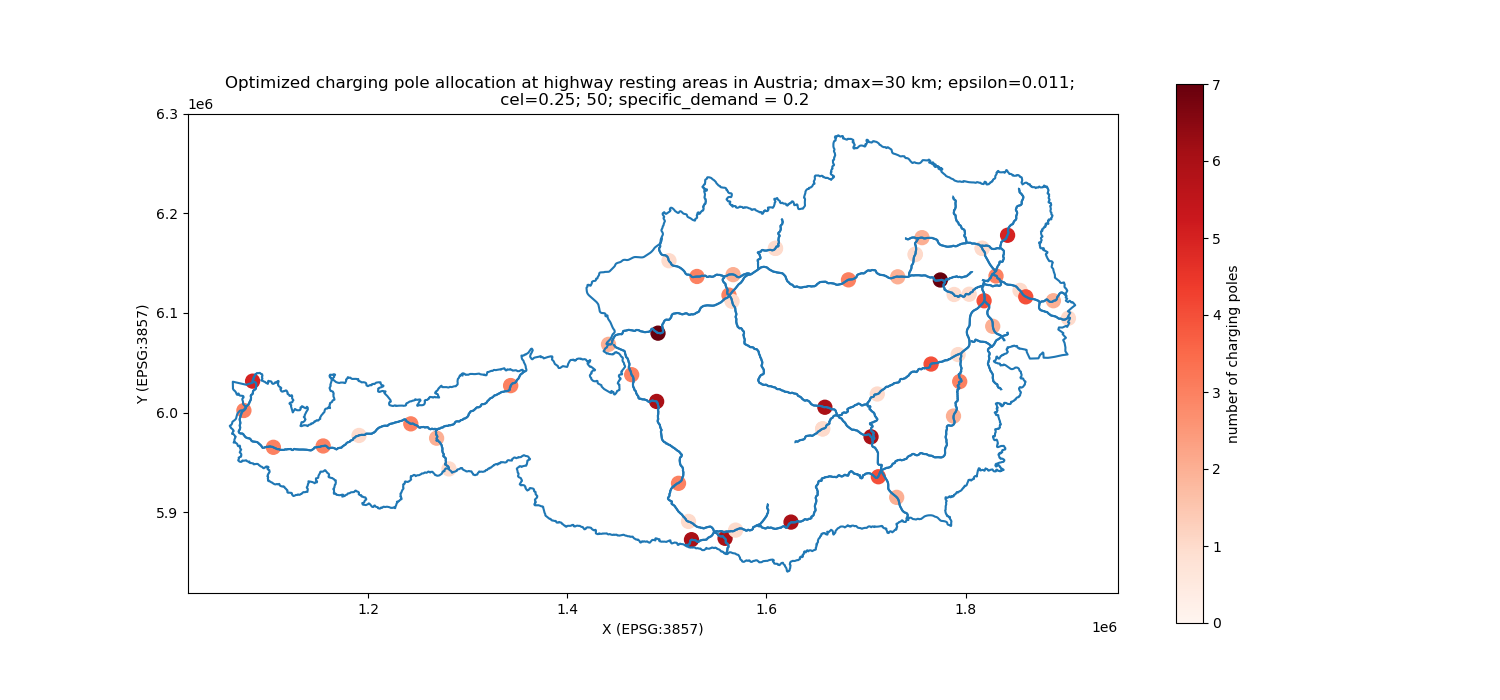 Optimized charging pole allocation at highway resting areas in Austria; dmax=30 km; epsilon=0.011;
cel=0.25; 50; specific_demand = 0.2
1e6
6.3
6.2
6.1
6.0
5.9
Y (EPSG:3857)
1.2
1.4
1.6
1.8
X (EPSG:3857)
1e6
7
6
5
4
3
2
1
0
number of charging poles